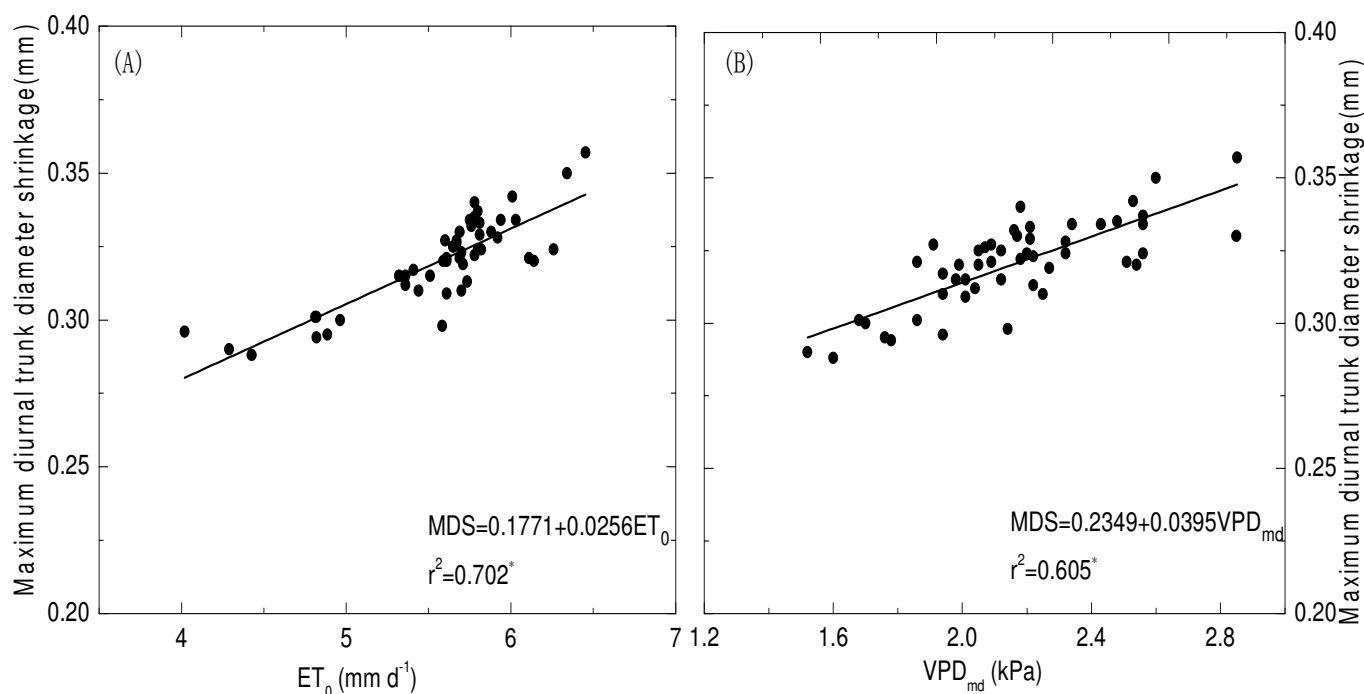 (A)
Maximum diurnal trunk diameter shrinkage(mm)
0.40
0.35
0.30
0.25
0.20
MDS=0.1771+0.0256ET₀
r²=0.702*
4 5 6 7
ET₀ (mm d⁻¹)
(B)
MDS=0.2349+0.0395VPD_md
r²=0.605*
1.2 1.6 2.0 2.4 2.8
VPD_md (kPa)
0.40
0.35
0.30
0.25
0.20
Maximum diurnal trunk diameter shrinkage(mm)